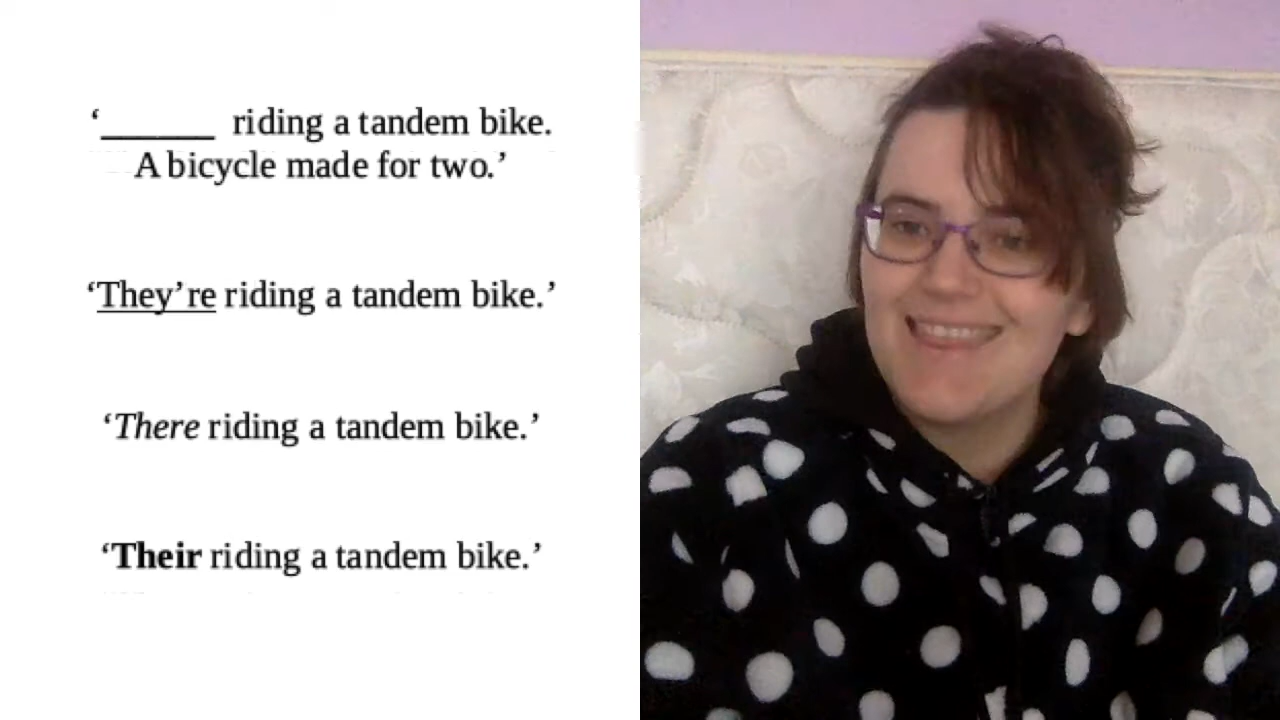 ‘______ riding a tandem bike.
A bicycle made for two.’
‘They’re riding a tandem bike.’
‘There riding a tandem bike.’
‘Their riding a tandem bike.’